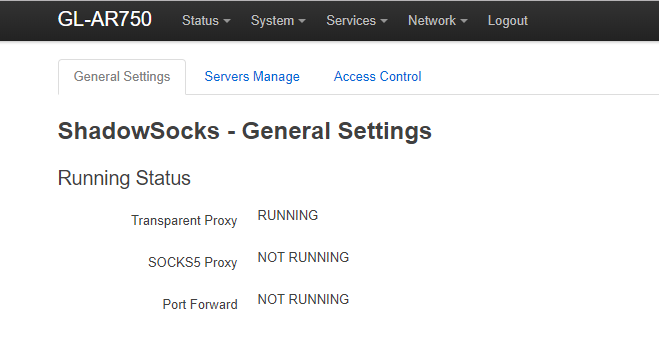 GL-AR750 Status System Services Network Logout
General Settings Servers Manage Access Control
ShadowSocks - General Settings
Running Status
Transparent Proxy RUNNING
SOCKS5 Proxy NOT RUNNING
Port Forward NOT RUNNING